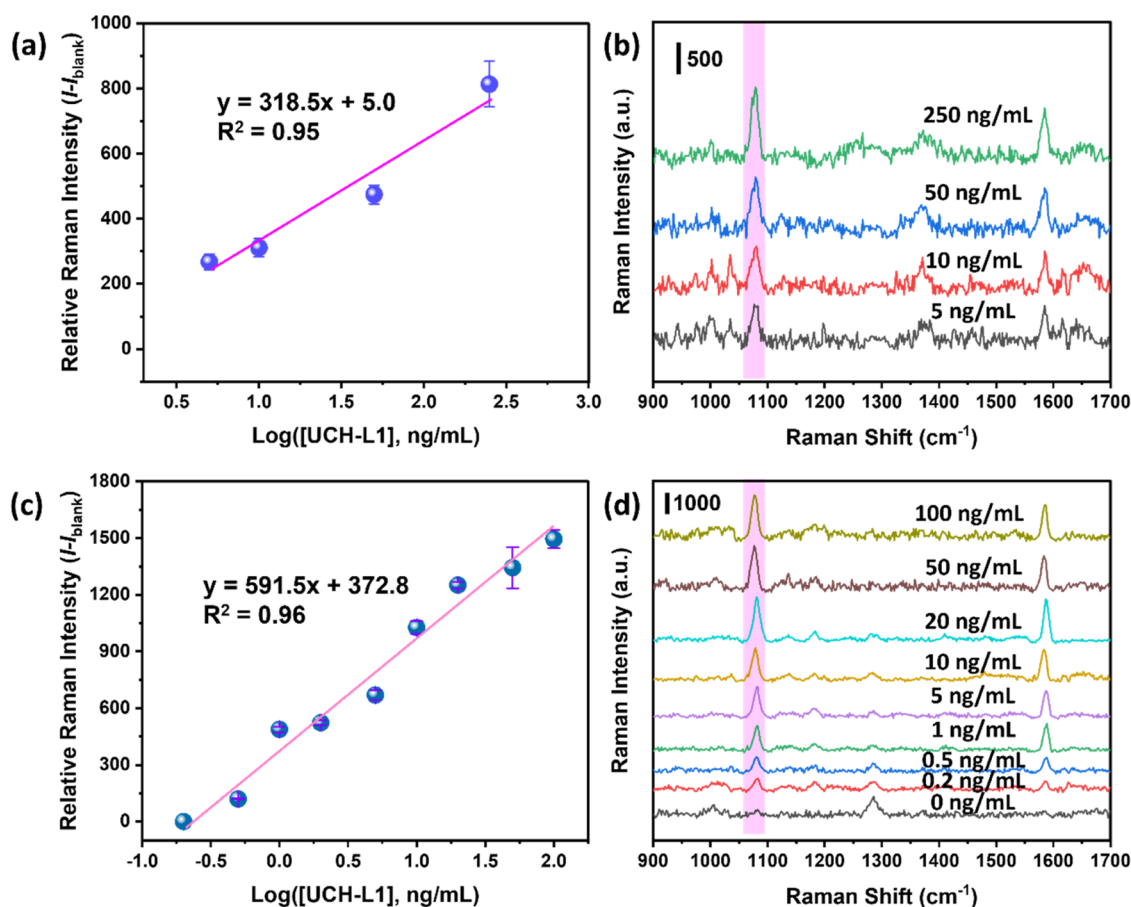 (a)
Relative Raman Intensity (I-I_blank)
1000
800
600
400
200
0
y = 318.5x + 5.0
R² = 0.95
0.5 1.0 1.5 2.0 2.5 3.0
Log([UCH-L1], ng/mL)
(b)
500
Raman Intensity (a.u.)
250 ng/mL
50 ng/mL
10 ng/mL
5 ng/mL
900 1000 1100 1200 1300 1400 1500 1600 1700
Raman Shift (cm⁻¹)
(c)
Relative Raman Intensity (I-I_blank)
1800
1500
1200
900
600
300
0
y = 591.5x + 372.8
R² = 0.96
-1.0 -0.5 0.0 0.5 1.0 1.5 2.0
Log([UCH-L1], ng/mL)
(d)
1000
Raman Intensity (a.u.)
100 ng/mL
50 ng/mL
20 ng/mL
10 ng/mL
5 ng/mL
1 ng/mL
0.5 ng/mL
0.2 ng/mL
0 ng/mL
900 1000 1100 1200 1300 1400 1500 1600 1700
Raman Shift (cm⁻¹)